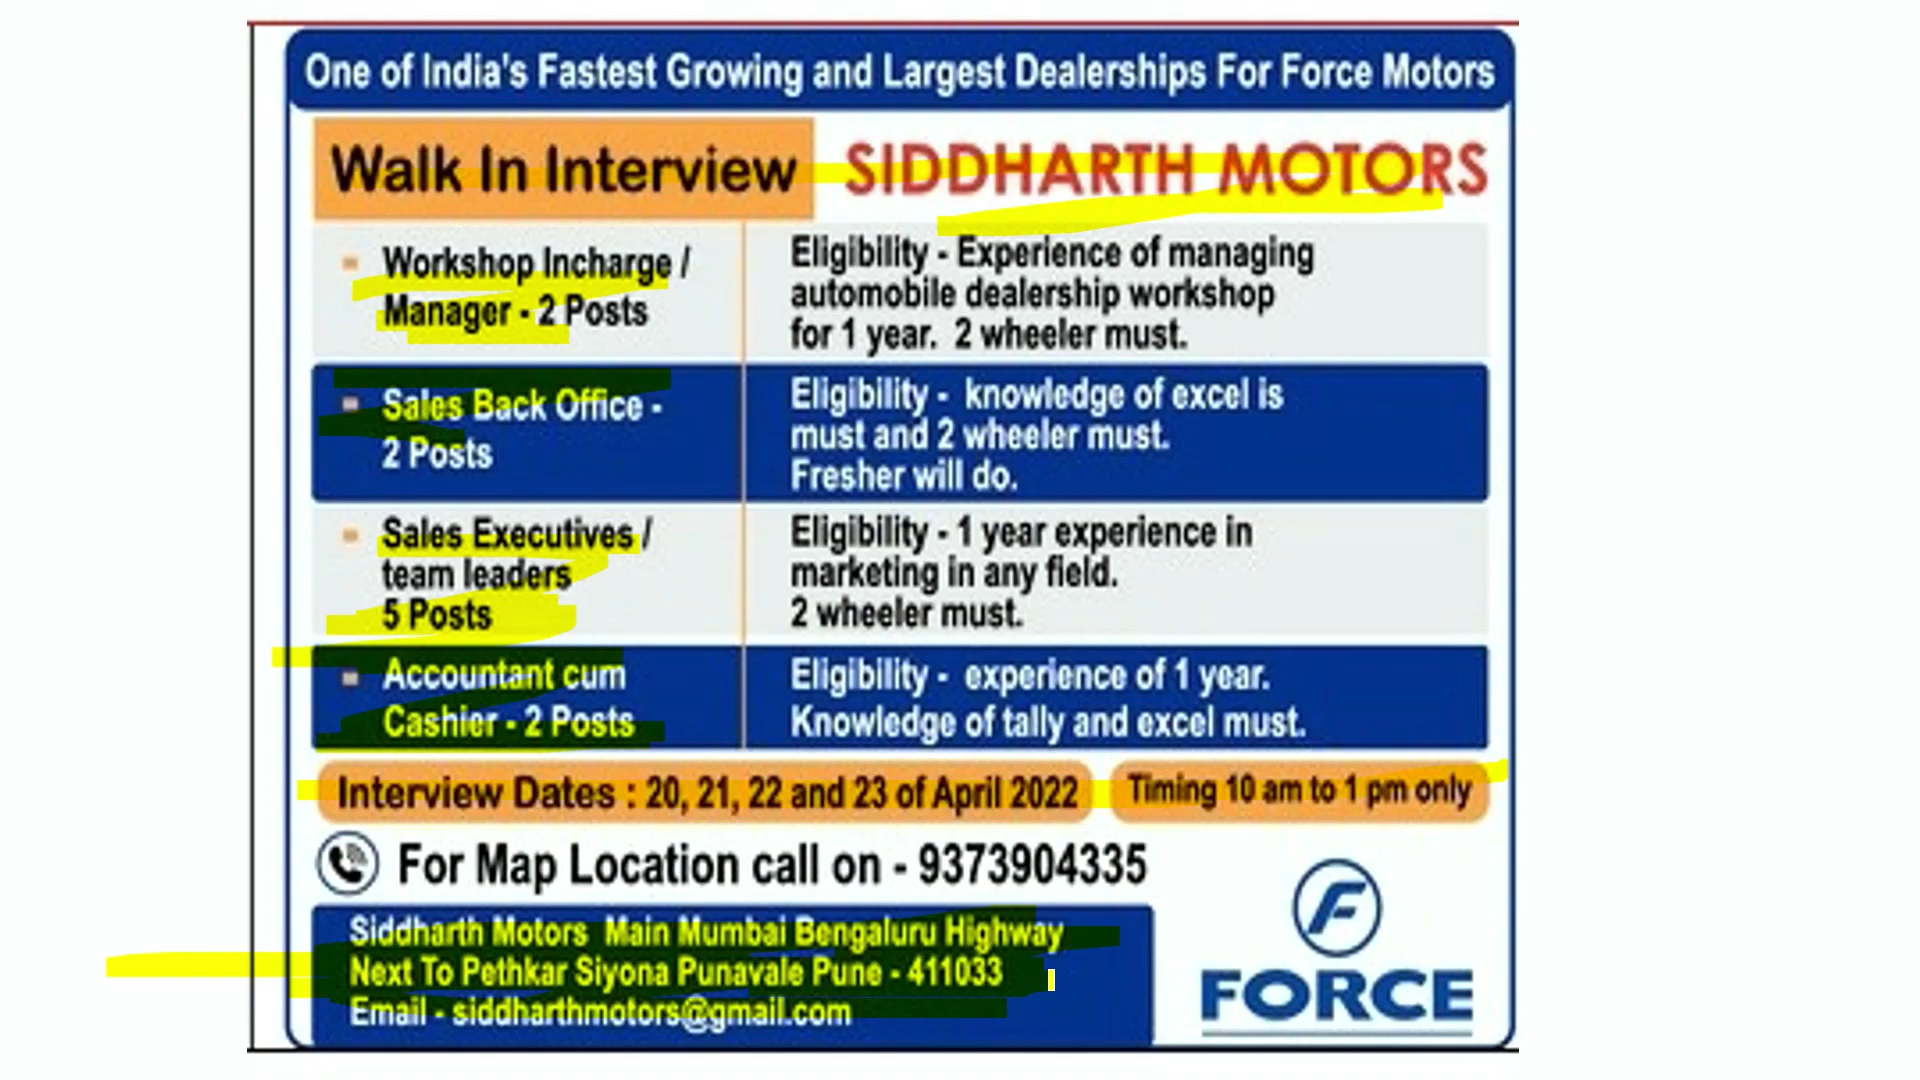 One of India's Fastest Growing and Largest Dealerships For Force Motors
Walk In Interview
SIDDHARTH MOTORS
Workshop Incharge /
Manager - 2 Posts
Eligibility - Experience of managing
automobile dealership workshop
for 1 year. 2 wheeler must.
Sales Back Office -
2 Posts
Eligibility - knowledge of excel is
must and 2 wheeler must.
Fresher will do.
Sales Executives /
team leaders
5 Posts
Eligibility - 1 year experience in
marketing in any field.
2 wheeler must.
Accountant cum
Cashier - 2 Posts
Eligibility - experience of 1 year.
Knowledge of tally and excel must.
Interview Dates : 20, 21, 22 and 23 of April 2022
Timing 10 am to 1 pm only
For Map Location call on - 9373904335
Siddharth Motors Main Mumbai Bengaluru Highway
Next To Pethkar Siyona Punavale Pune - 411033
Email - siddharthmotors@gmail.com
F
FORCE